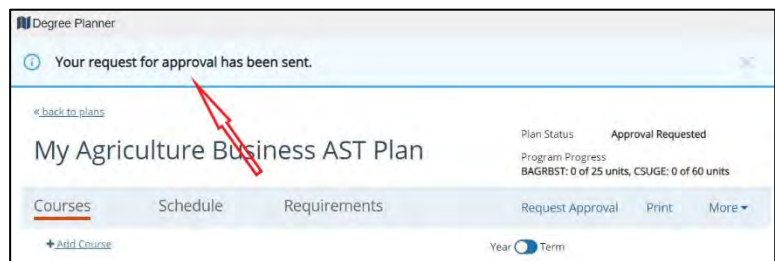 Degree Planner
Your request for approval has been sent.
« back to plans
My Agriculture Business AST Plan
Plan Status Approval Requested
Program Progress
BAGRBST: 0 of 25 units, CSUGE: 0 of 60 units
Courses Schedule Requirements Request Approval Print More
+ Add Course Year Term